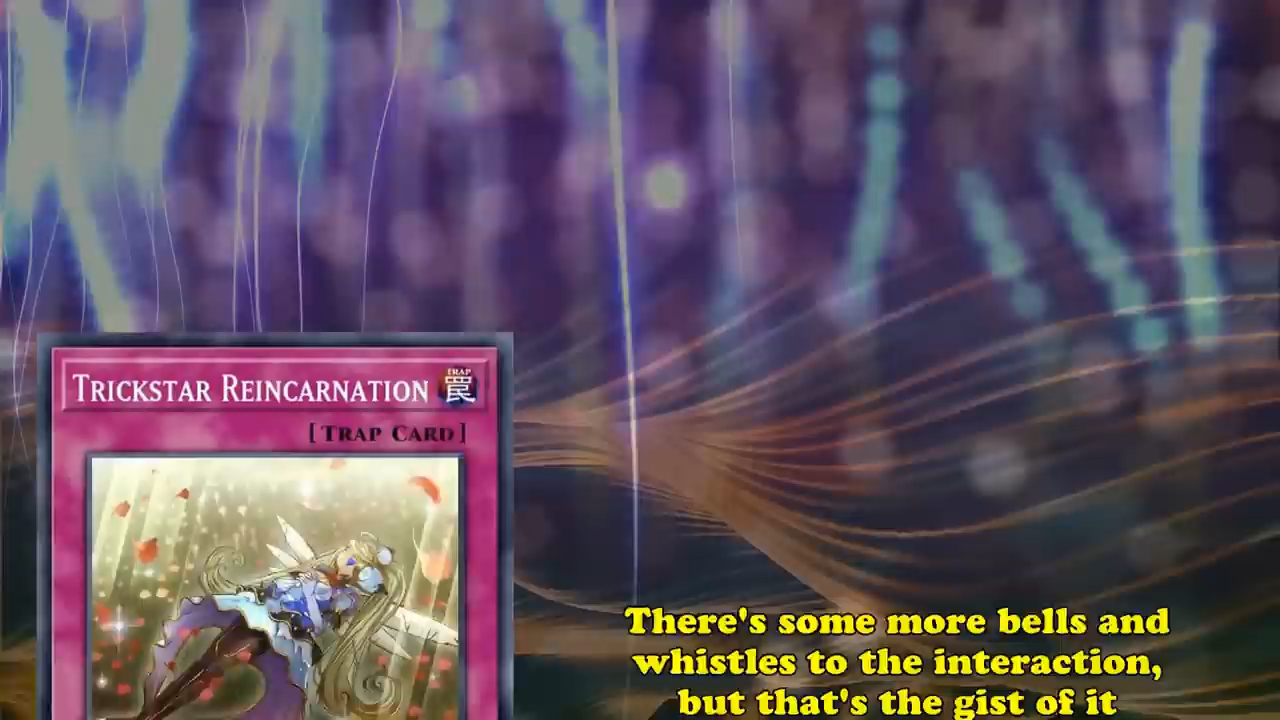 TRICKSTAR REINCARNATION
TRAP
罠
[TRAP CARD]
There's some more bells and
whistles to the interaction,
but that's the gist of it